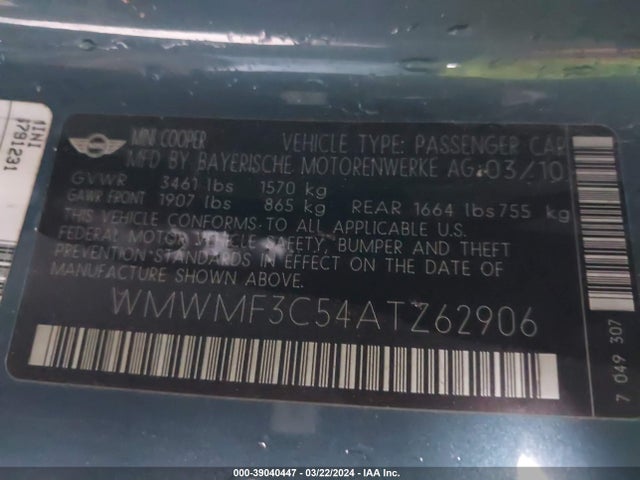 MINI
MINI COOPER
VEHICLE TYPE: PASSENGER CAR
MFD BY BAYERISCHE MOTORENWERKE AG 03/10
GVWR 3461 lbs 1570 kg
GAWR FRONT 1907 lbs 865 kg REAR 1664 lbs 755 kg
THIS VEHICLE CONFORMS TO ALL APPLICABLE U.S.
FEDERAL MOTOR VEHICLE SAFETY, BUMPER AND THEFT
PREVENTION STANDARDS IN EFFECT ON THE DATE OF
MANUFACTURE SHOWN ABOVE.
WMWMF3C54ATZ62906
7 049 307
MINI
1791231
000-39040447 - 03/22/2024 - IAA Inc.